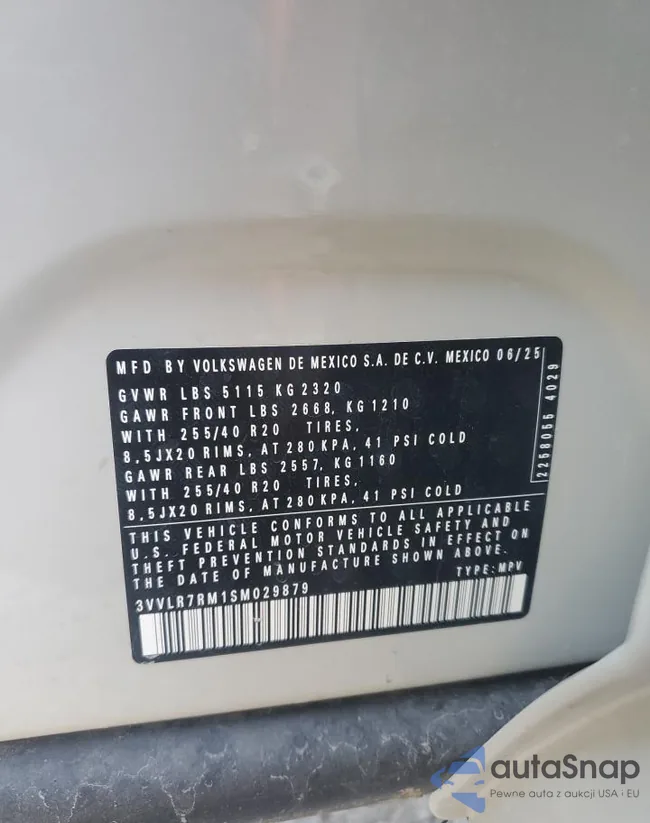 MFD BY VOLKSWAGEN DE MEXICO S.A. DE C.V. MEXICO 06/25
GVWR LBS 5115 KG 2320
GAWR FRONT LBS 2668, KG 1210
WITH 255/40 R20 TIRES,
8,5JX20 RIMS, AT 280 KPA, 41 PSI COLD
GAWR REAR LBS 2557, KG 1160
WITH 255/40 R20 TIRES,
8,5JX20 RIMS, AT 280 KPA, 41 PSI COLD
2258055 4029
THIS VEHICLE CONFORMS TO ALL APPLICABLE
U.S. FEDERAL MOTOR VEHICLE SAFETY AND
THEFT PREVENTION STANDARDS IN EFFECT ON
THE DATE OF MANUFACTURE SHOWN ABOVE.
TYPE:MPV
3VVLR7RM1SM029879
autaSnap
Pewne auta z aukcji USA i EU